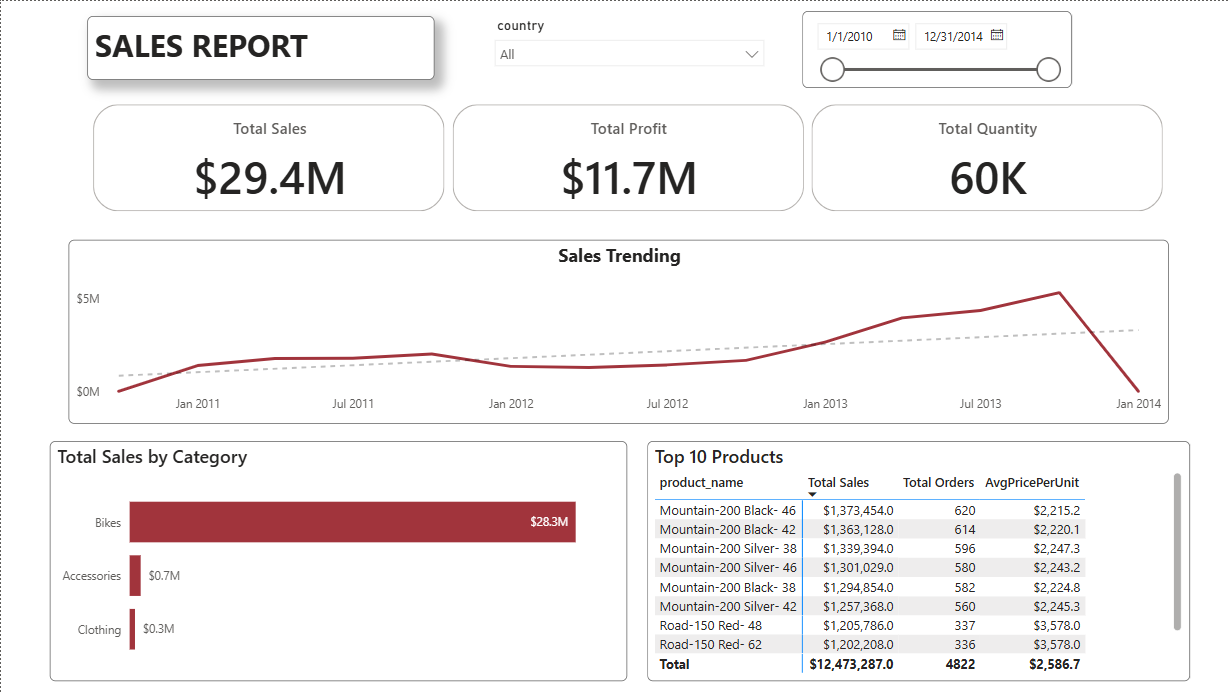 SALES REPORT
country
All
1/1/2010 12/31/2014
Total Sales
$29.4M
Total Profit
$11.7M
Total Quantity
60K
Sales Trending
$5M
$0M
Jan 2011 Jul 2011 Jan 2012 Jul 2012 Jan 2013 Jul 2013 Jan 2014
Total Sales by Category
Bikes $28.3M
Accessories $0.7M
Clothing $0.3M
Top 10 Products
product_name Total Sales Total Orders AvgPricePerUnit
Mountain-200 Black- 46 $1,373,454.0 620 $2,215.2
Mountain-200 Black- 42 $1,363,128.0 614 $2,220.1
Mountain-200 Silver- 38 $1,339,394.0 596 $2,247.3
Mountain-200 Silver- 46 $1,301,029.0 580 $2,243.2
Mountain-200 Black- 38 $1,294,854.0 582 $2,224.8
Mountain-200 Silver- 42 $1,257,368.0 560 $2,245.3
Road-150 Red- 48 $1,205,786.0 337 $3,578.0
Road-150 Red- 62 $1,202,208.0 336 $3,578.0
Total $12,473,287.0 4822 $2,586.7